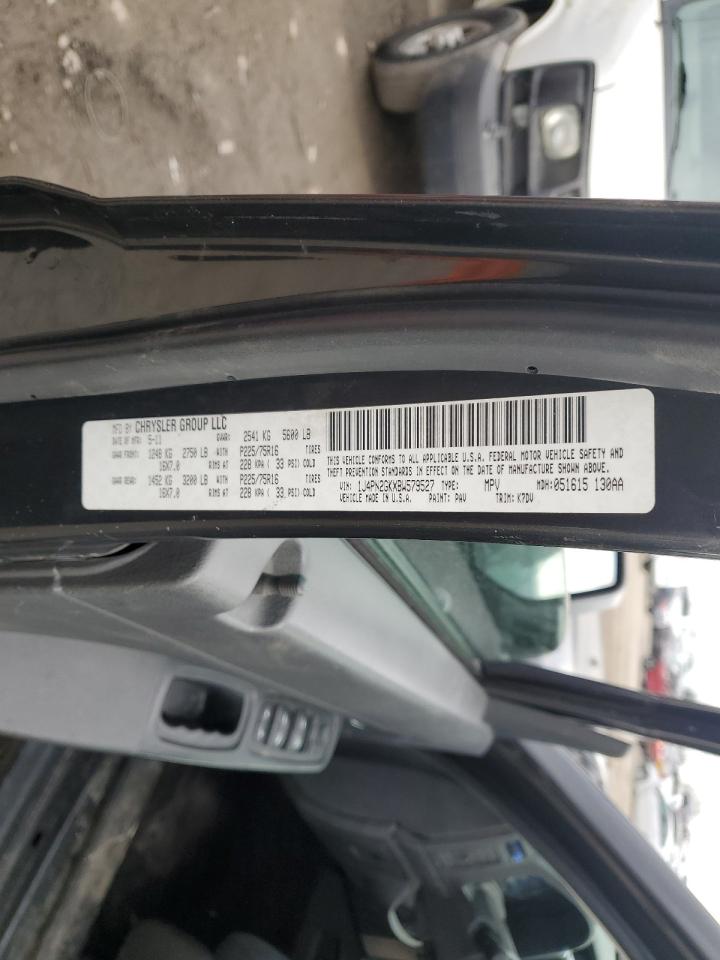 MFD BY CHRYSLER GROUP LLC
DATE OF MFR: 5-11 GVWR: 2541 KG 5600 LB
GAWR FRONT: 1248 KG 2750 LB WITH P225/75R16 TIRES
16X7.0 RIMS AT 228 KPA ( 33 PSI) COLD
GAWR REAR: 1452 KG 3200 LB WITH P225/75R16 TIRES
16X7.0 RIMS AT 228 KPA ( 33 PSI) COLD
THIS VEHICLE CONFORMS TO ALL APPLICABLE U.S.A. FEDERAL MOTOR VEHICLE SAFETY AND
THEFT PREVENTION STANDARDS IN EFFECT ON THE DATE OF MANUFACTURE SHOWN ABOVE.
VIN: 1J4PN2GKXBW579527 TYPE: MPV MDH: 051615 130AA
VEHICLE MADE IN U.S.A. PAINT: PAV TRIM: K7DV